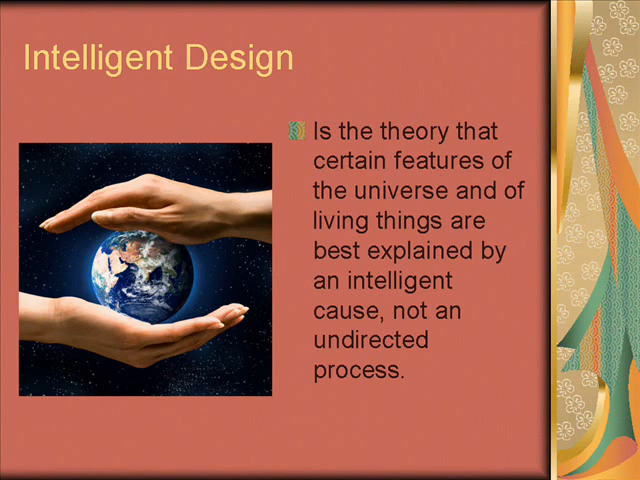 Intelligent Design
Is the theory that
certain features of
the universe and of
living things are
best explained by
an intelligent
cause, not an
undirected
process.